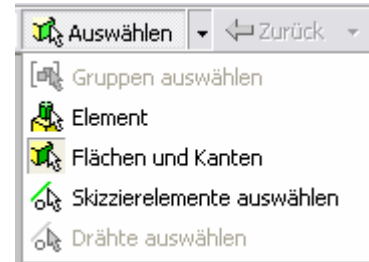 Auswählen Zurück
Gruppen auswählen
Element
Flächen und Kanten
Skizzierelemente auswählen
Drähte auswählen